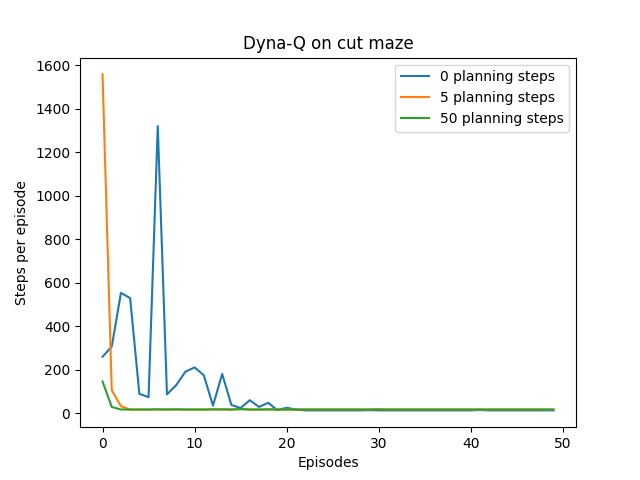 Dyna-Q on cut maze
1600
1400
1200
1000
800
600
400
200
0
Steps per episode
0 planning steps
5 planning steps
50 planning steps
0 10 20 30 40 50
Episodes